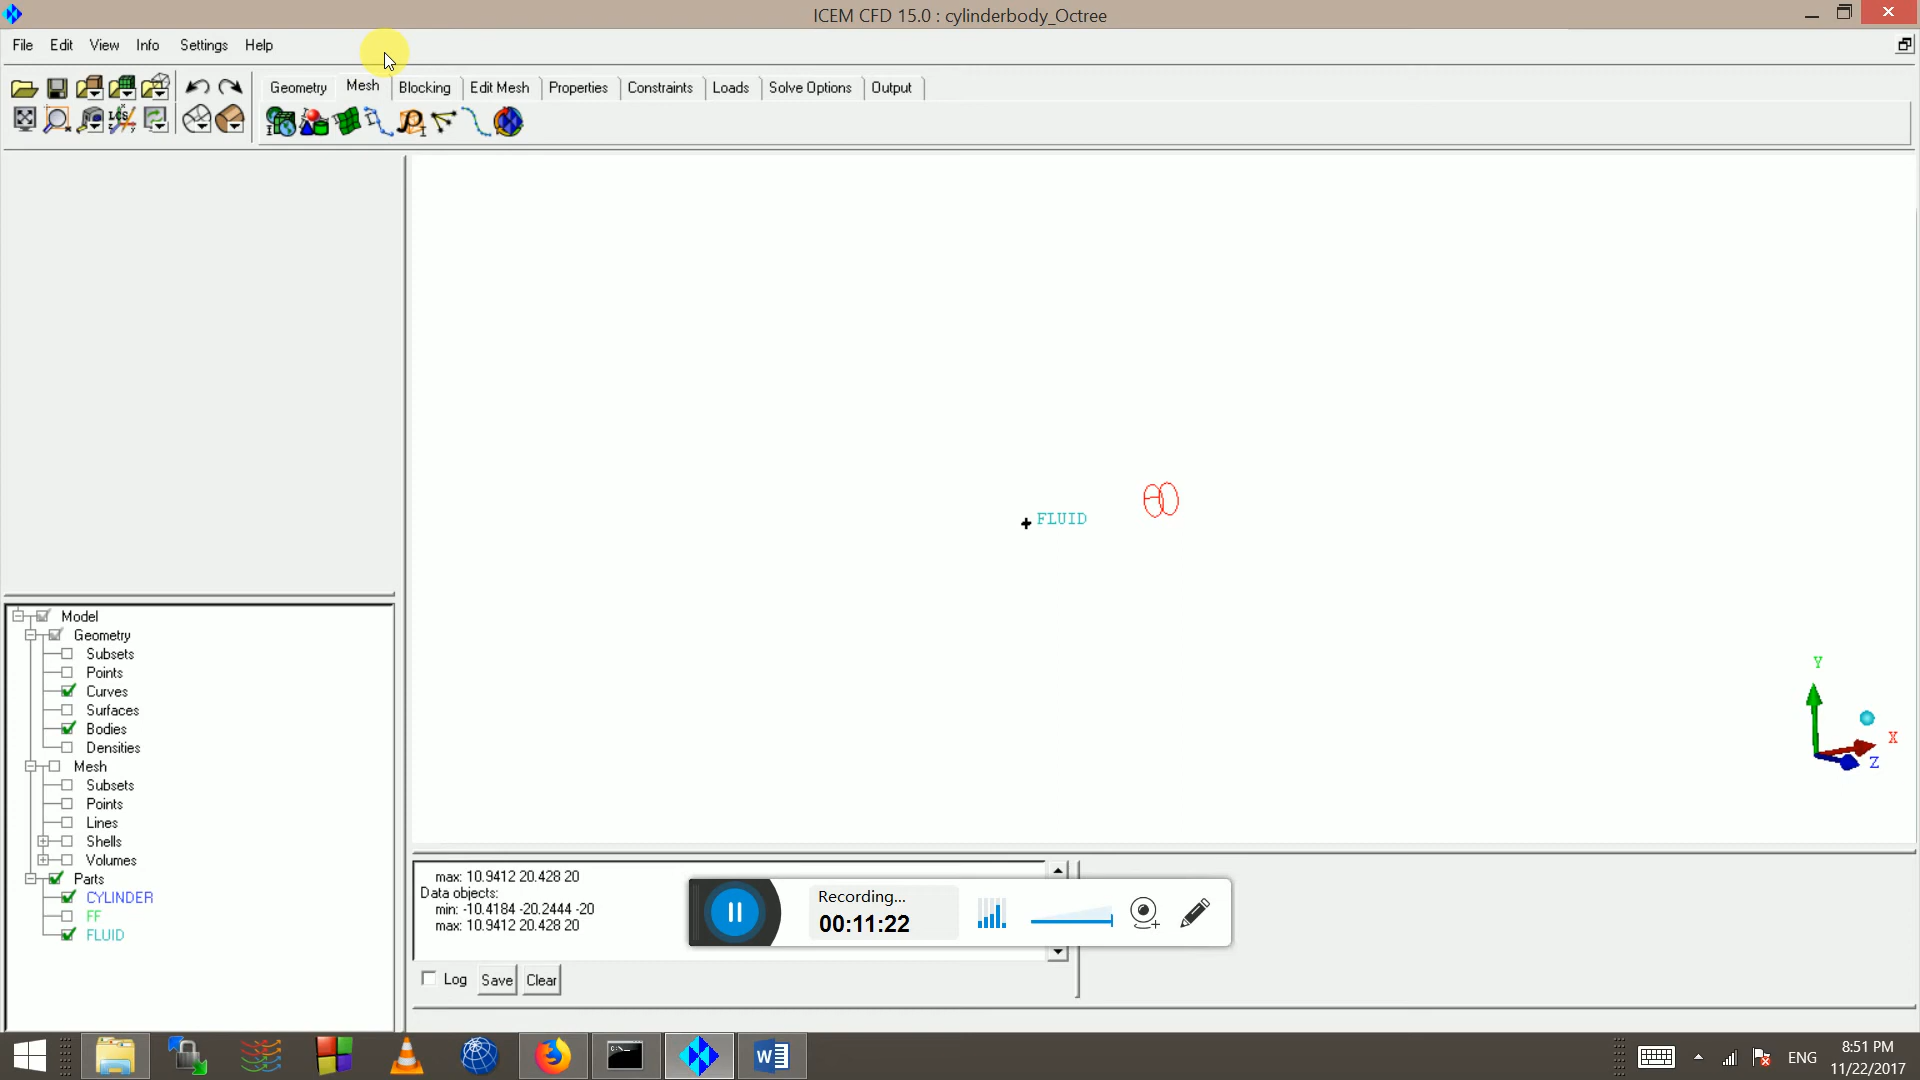 ICEM CFD 15.0 : cylinderbody_Octree
File Edit View Info Settings Help
Geometry Mesh Blocking Edit Mesh Properties Constraints Loads Solve Options Output
LCS
FLUID
Y
X
Z
Model
Geometry
Subsets
Points
Curves
Surfaces
Bodies
Densities
Mesh
Subsets
Points
Lines
Shells
Volumes
Parts
CYLINDER
FF
FLUID
max: 10.9412 20.428 20
Data objects:
min: -10.4184 -20.2444 -20
max: 10.9412 20.428 20
Recording...
00:11:22
Log Save Clear
ENG
8:51 PM
11/22/2017